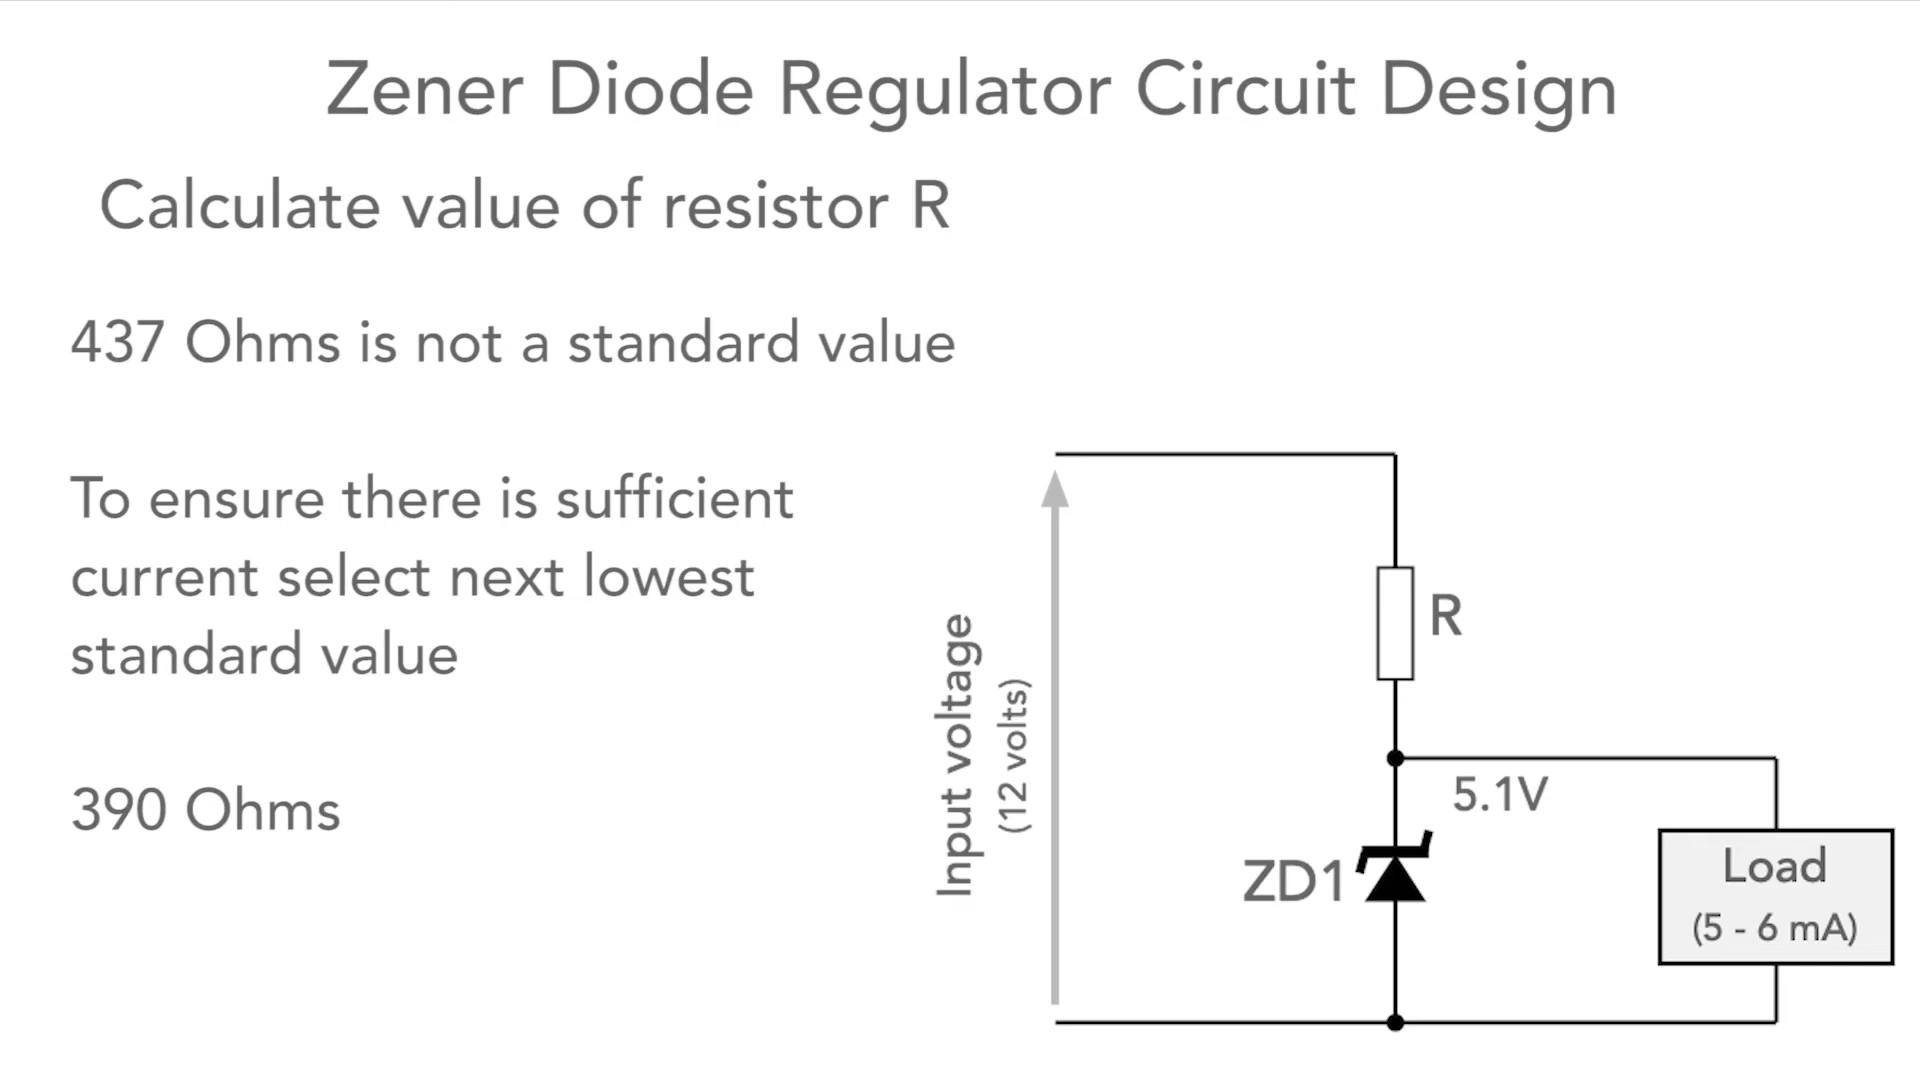 Zener Diode Regulator Circuit Design
Calculate value of resistor R
437 Ohms is not a standard value
To ensure there is sufficient
current select next lowest
standard value
390 Ohms
Input voltage
(12 volts)
R
5.1V
ZD1
Load
(5 - 6 mA)